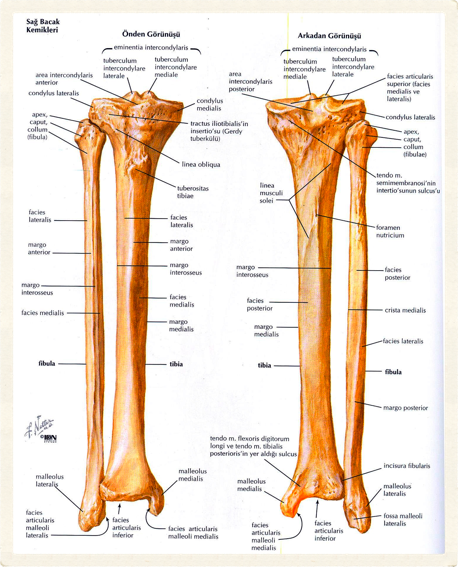 Sağ Bacak
Kemikleri
Önden Görünüşü
eminentia intercondylaris
tuberculum
intercondylare
laterale
tuberculum
intercondylare
mediale
area intercondylaris
anterior
condylus lateralis
apex,
caput,
collum
(fibula)
condylus
medialis
tractus iliotibialis'in
insertio'su (Gerdy
tuberkülü)
linea obliqua
tuberositas
tibiae
facies
lateralis
facies
lateralis
margo
anterior
margo
anterior
margo
interosseus
margo
interosseus
facies medialis
facies
medialis
margo
medialis
fibula
tibia
malleolus
lateralis
malleolus
medialis
facies
articularis
malleoli
lateralis
facies
articularis
inferior
facies articularis
malleoli medialis
Arkadan Görünüşü
eminentia intercondylaris
tuberculum
intercondylare
mediale
tuberculum
intercondylare
laterale
area
intercondylaris
posterior
facies articularis
superior (facies
medialis ve
lateralis)
condylus lateralis
apex,
caput,
collum
(fibulae)
tendo m.
semimembranosi'nin
intertio'sunun sulcus'u
linea
musculi
solei
foramen
nutricium
margo
interosseus
facies
posterior
facies
posterior
crista medialis
margo
medialis
facies lateralis
tibia
fibula
margo posterior
tendo m. flexoris digitorum
longi ve tendo m. tibialis
posterioris'in yer aldığı sulcus
incisura fibularis
malleolus
medialis
malleolus
lateralis
facies
articularis
malleoli
medialis
facies
articularis
inferior
fossa malleoli
lateralis